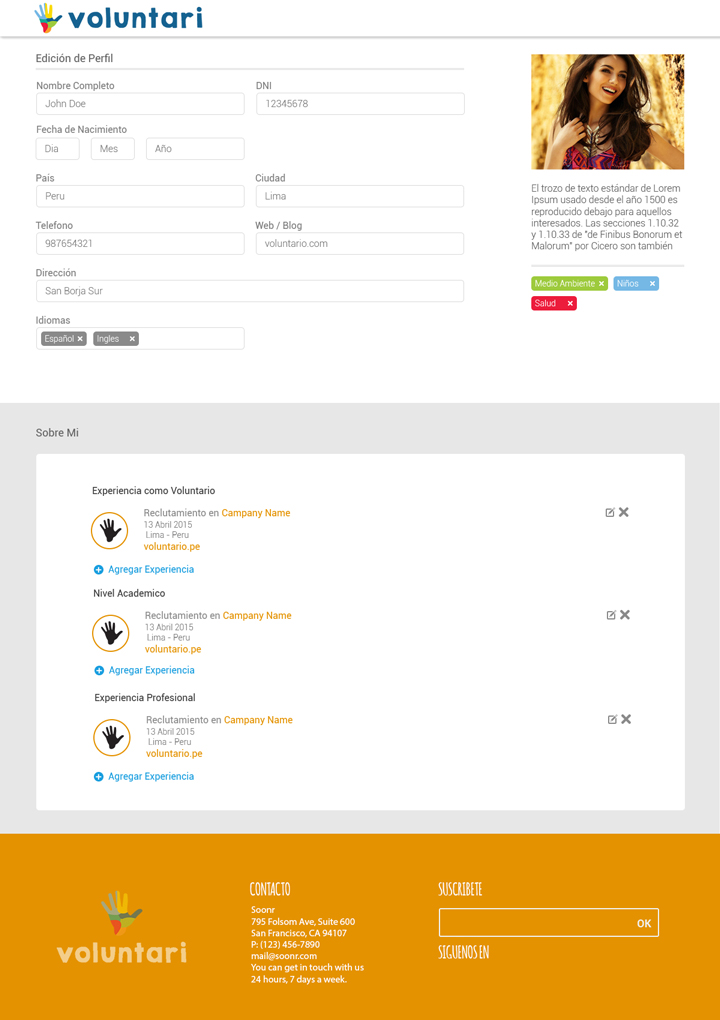 voluntari
Edición de Perfil
Nombre Completo
DNI
John Doe
12345678
Fecha de Nacimiento
Dia
Mes
Año
País
Ciudad
Peru
Lima
Telefono
Web / Blog
987654321
voluntario.com
Dirección
San Borja Sur
Idiomas
Español
Ingles
El trozo de texto estándar de Lorem
Ipsum usado desde el año 1500 es
reproducido debajo para aquellos
interesados. Las secciones 1.10.32
y 1.10.33 de "de Finibus Bonorum et
Malorum" por Cicero son también
Medio Ambiente
Niños
Salud
Sobre Mi
Experiencia como Voluntario
Reclutamiento en Company Name
13 Abril 2015
Lima - Peru
voluntario.pe
Agregar Experiencia
Nivel Academico
Reclutamiento en Company Name
13 Abril 2015
Lima - Peru
voluntario.pe
Agregar Experiencia
Experiencia Profesional
Reclutamiento en Company Name
13 Abril 2015
Lima - Peru
voluntario.pe
Agregar Experiencia
voluntari
CONTACTO
Soonr
795 Folsom Ave, Suite 600
San Francisco, CA 94107
P: (123) 456-7890
mail@soonr.com
You can get in touch with us
24 hours, 7 days a week.
SUSCRIBETE
OK
SIGUENOS EN